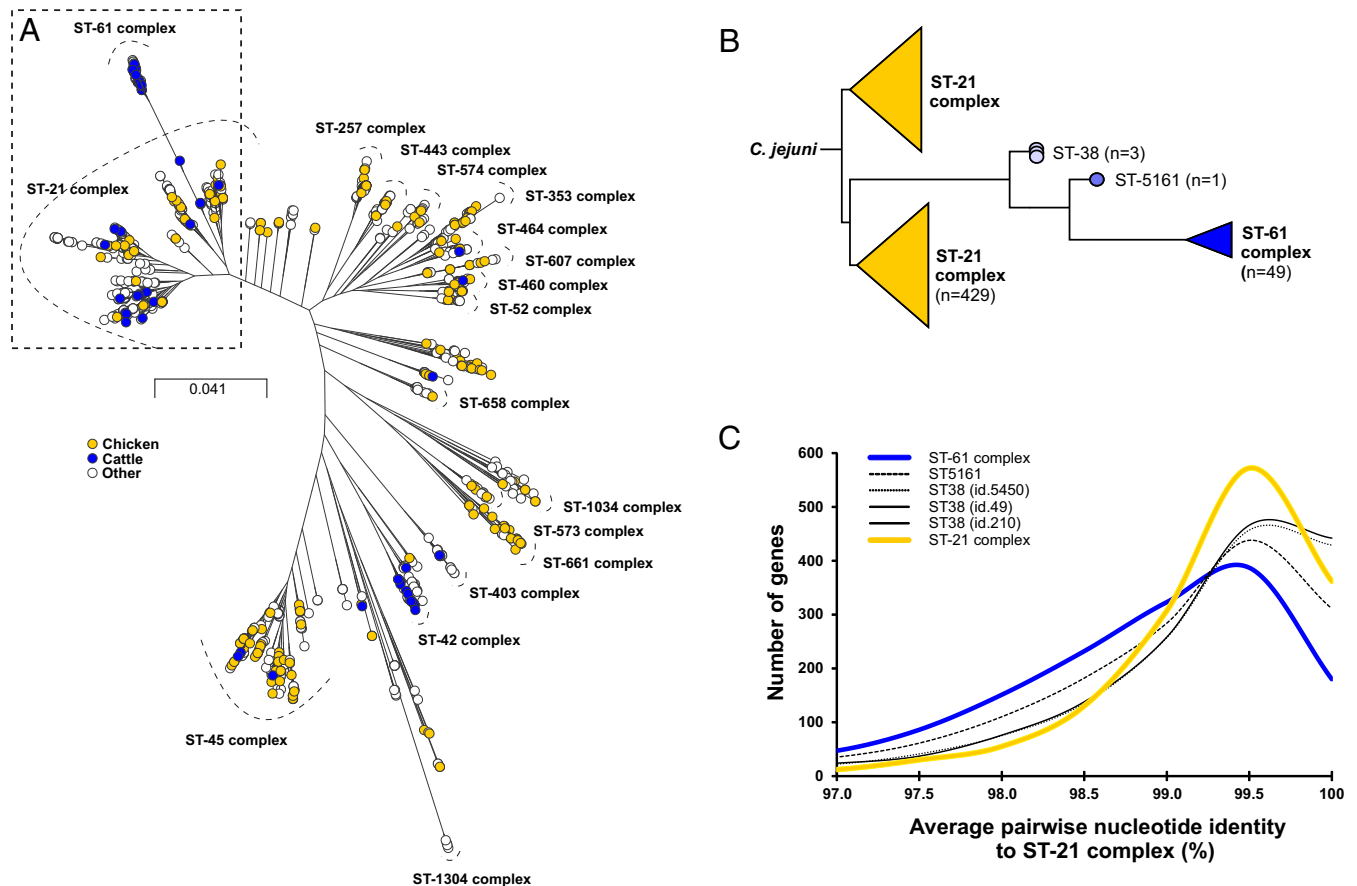 A
ST-61 complex
ST-21 complex
ST-257 complex
ST-443 complex
ST-574 complex
ST-353 complex
ST-464 complex
ST-607 complex
ST-460 complex
ST-52 complex
0.041
ST-658 complex
Chicken
Cattle
Other
ST-1034 complex
ST-573 complex
ST-661 complex
ST-403 complex
ST-42 complex
ST-45 complex
ST-1304 complex
B
C. jejuni
ST-21
complex
ST-38 (n=3)
ST-5161 (n=1)
ST-61
complex
(n=49)
ST-21
complex
(n=429)
C
ST-61 complex
ST5161
ST38 (id.5450)
ST38 (id.49)
ST38 (id.210)
ST-21 complex
Number of genes
600
500
400
300
200
100
0
97.0 97.5 98.0 98.5 99.0 99.5 100
Average pairwise nucleotide identity
to ST-21 complex (%)